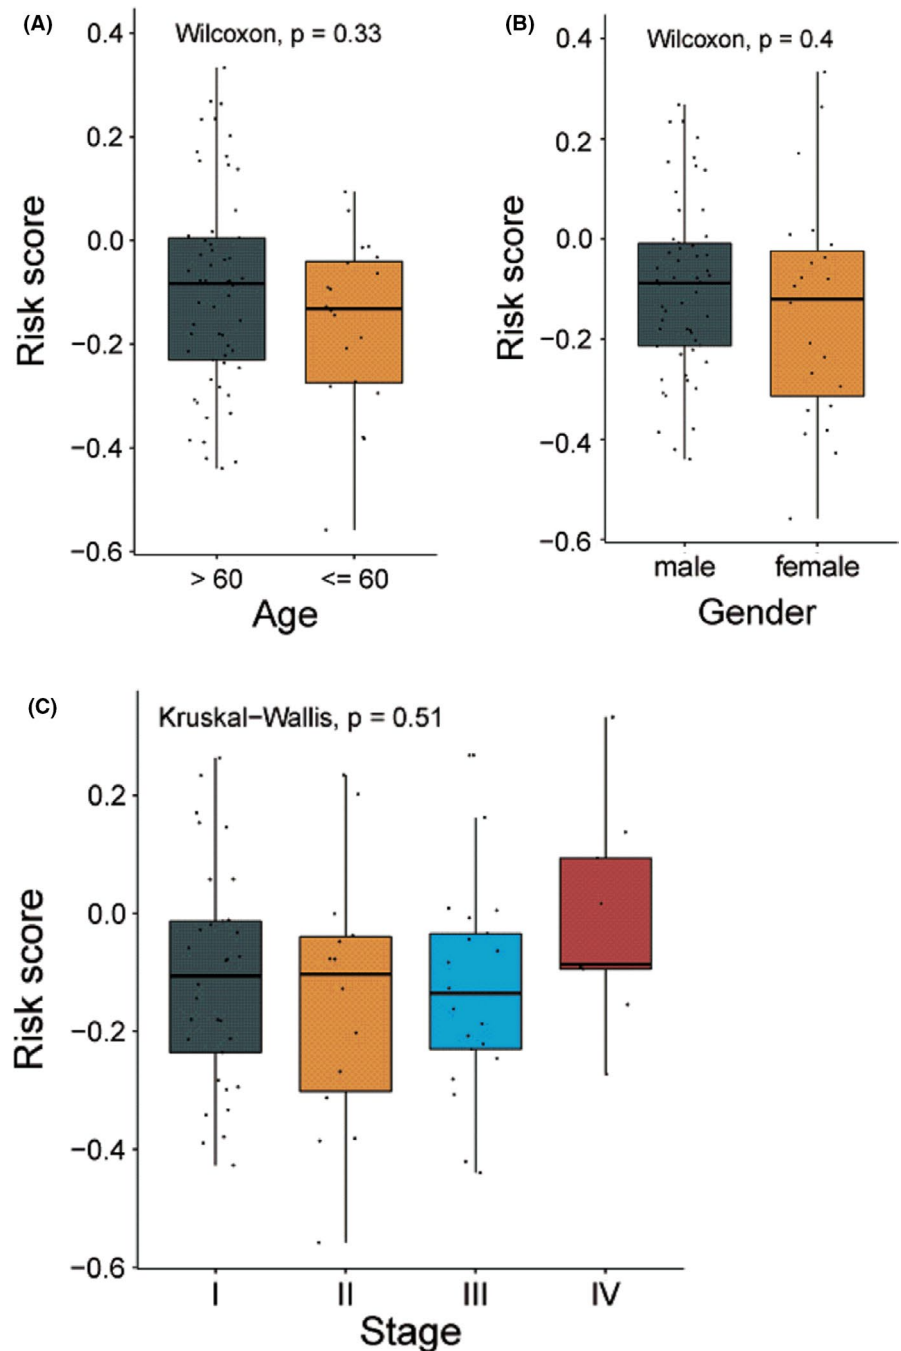 (A)
Wilcoxon, p = 0.33
0.4
0.2
0.0
−0.2
−0.4
−0.6
Risk score
> 60
<= 60
Age
(B)
Wilcoxon, p = 0.4
0.4
0.2
0.0
−0.2
−0.4
−0.6
Risk score
male
female
Gender
(C)
Kruskal−Wallis, p = 0.51
0.2
0.0
−0.2
−0.4
−0.6
Risk score
I
II
III
IV
Stage